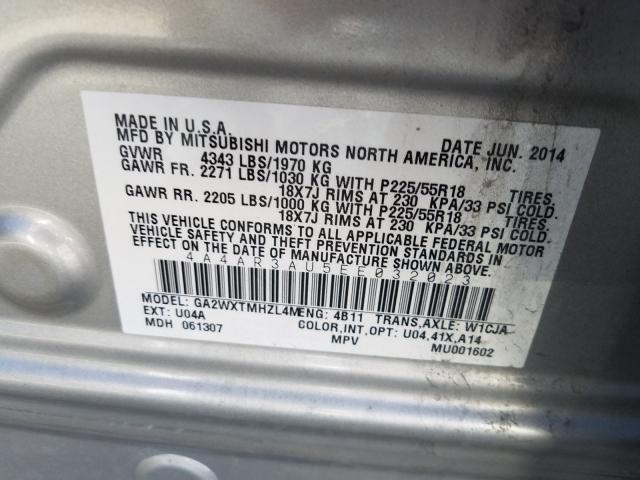 MADE IN U.S.A. DATE JUN. 2014
MFD BY MITSUBISHI MOTORS NORTH AMERICA, INC.
GVWR 4343 LBS/1970 KG
GAWR FR. 2271 LBS/1030 KG WITH P225/55R18 TIRES.
18X7J RIMS AT 230 KPA/33 PSI COLD.
GAWR RR. 2205 LBS/1000 KG WITH P225/55R18 TIRES.
18X7J RIMS AT 230 KPA/33 PSI COLD.
THIS VEHICLE CONFORMS TO ALL APPLICABLE FEDERAL MOTOR
VEHICLE SAFETY AND THEFT PREVENTION STANDARDS IN
EFFECT ON THE DATE OF MANUFACTURE SHOWN ABOVE.
4A4AR3AU5EE032023
MODEL: GA2WXTMHZL4M ENG: 4B11 TRANS,AXLE: W1CJA
EXT: U04A COLOR,INT,OPT: U04,41X,A14
MDH 061307 MPV MU001602